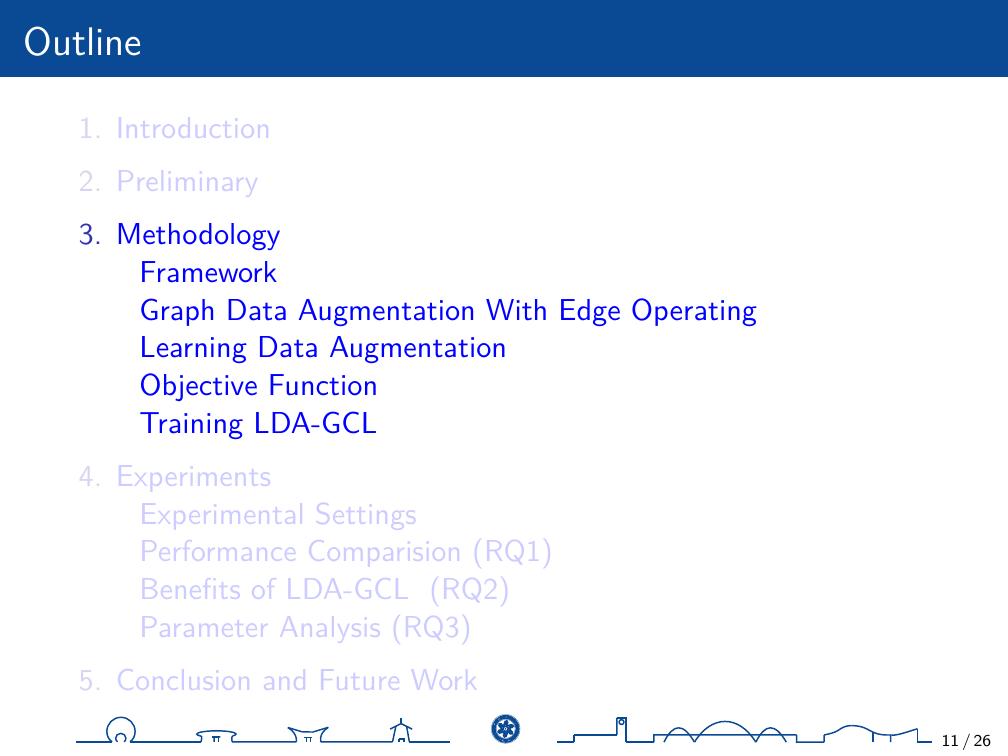 Outline
1. Introduction
2. Preliminary
3. Methodology
Framework
Graph Data Augmentation With Edge Operating
Learning Data Augmentation
Objective Function
Training LDA-GCL
4. Experiments
Experimental Settings
Performance Comparision (RQ1)
Benefits of LDA-GCL (RQ2)
Parameter Analysis (RQ3)
5. Conclusion and Future Work
11 / 26